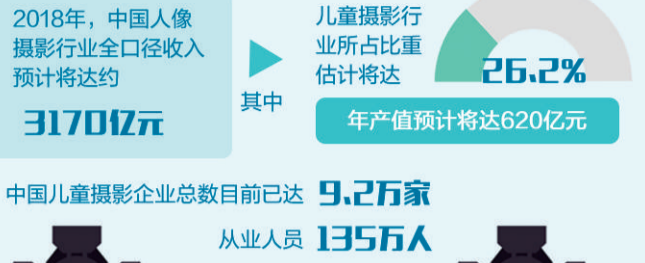 2018年，中国人像
摄影行业全口径收入
预计将达约
3170亿元
其中
儿童摄影行
业所占比重
估计将达
26.2%
年产值预计将达620亿元
中国儿童摄影企业总数目前已达 9.2万家
从业人员 135万人